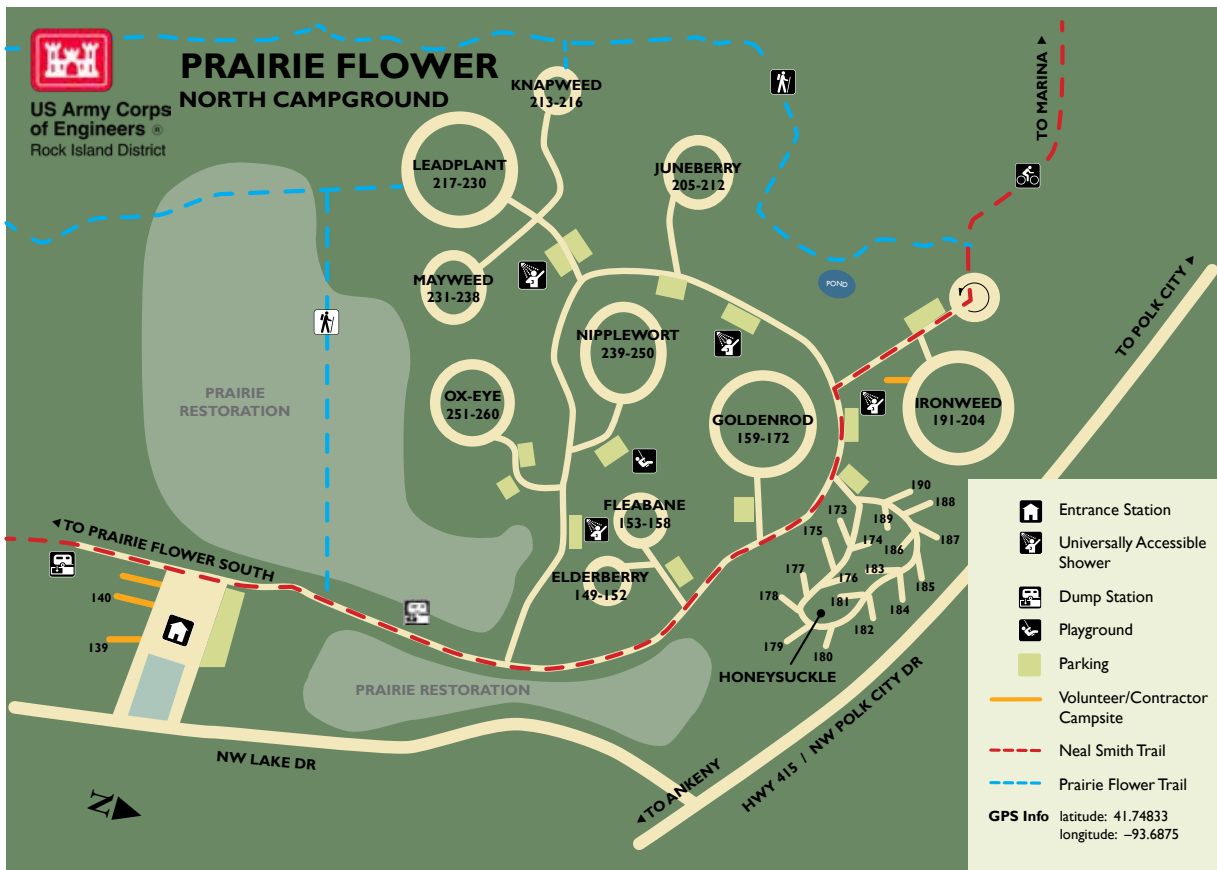 PRAIRIE FLOWER
NORTH CAMPGROUND
US Army Corps
of Engineers ®
Rock Island District
KNAPWEED
213-216
LEADPLANT
217-230
JUNEBERRY
205-212
TO MARINA
MAYWEED
231-238
POND
TO POLK CITY
NIPPLEWORT
239-250
PRAIRIE
RESTORATION
OX-EYE
251-260
GOLDENROD
159-172
IRONWEED
191-204
FLEABANE
153-158
ELDERBERRY
149-152
190
188
173
189
175
187
174
186
177
183
176
185
178
181
184
182
179
180
HONEYSUCKLE
TO PRAIRIE FLOWER SOUTH
140
139
PRAIRIE RESTORATION
NW LAKE DR
TO ANKENY
HWY 415 / NW POLK CITY DR
N
Entrance Station
Universally Accessible
Shower
Dump Station
Playground
Parking
Volunteer/Contractor
Campsite
Neal Smith Trail
Prairie Flower Trail
GPS Info latitude: 41.74833
longitude: –93.6875